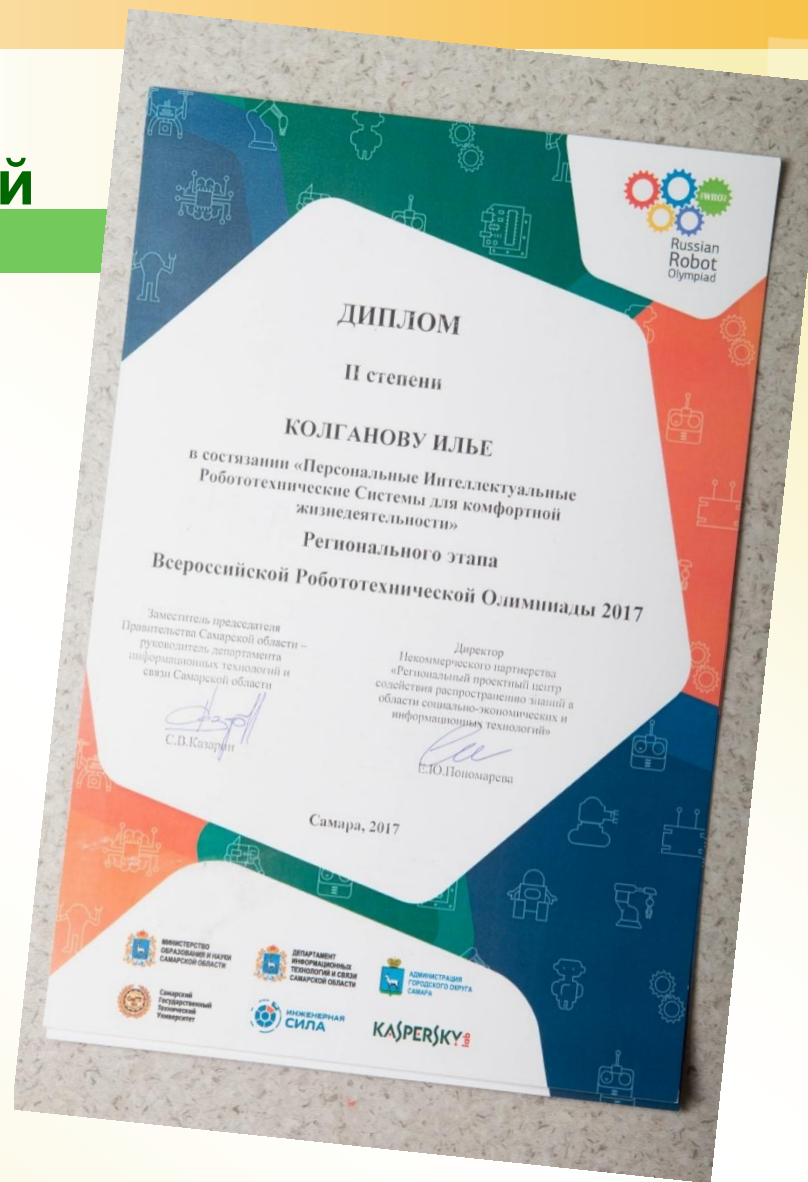 й
(WRO)
Russian
Robot
Olympiad
ДИПЛОМ
II степени
КОЛГАНОВУ ИЛЬЕ
в состязании «Персональные Интеллектуальные
Робототехнические Системы для комфортной
жизнедеятельности»
Регионального этапа
Всероссийской Робототехнической Олимпиады 2017
Заместитель председателя
Правительства Самарской области –
руководитель департамента
информационных технологий и
связи Самарской области
С.В.Казарин
Директор
Некоммерческого партнерства
«Региональный проектный центр
содействия распространению знаний в
области социально-экономических и
информационных технологий»
Е.Ю.Пономарева
Самара, 2017
МИНИСТЕРСТВО
ОБРАЗОВАНИЯ И НАУКИ
САМАРСКОЙ ОБЛАСТИ
ДЕПАРТАМЕНТ
ИНФОРМАЦИОННЫХ
ТЕХНОЛОГИЙ И СВЯЗИ
САМАРСКОЙ ОБЛАСТИ
АДМИНИСТРАЦИЯ
ГОРОДСКОГО ОКРУГА
САМАРА
Самарский
Государственный
Технический
Университет
ИНЖЕНЕРНАЯ
СИЛА
KASPERSKY lab